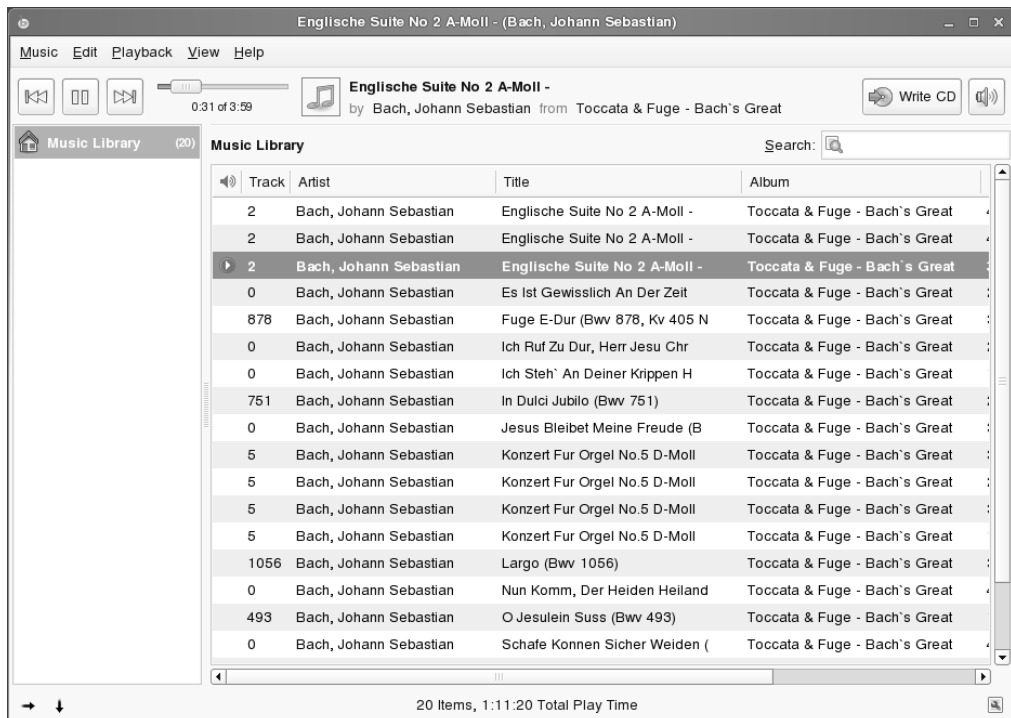 Englische Suite No 2 A-Moll - (Bach, Johann Sebastian)
Music Edit Playback View Help
0:31 of 3:59
Englische Suite No 2 A-Moll -
by Bach, Johann Sebastian from Toccata & Fuge - Bach`s Great
Write CD
Music Library (20)
Music Library
Search:
Track Artist Title Album
2 Bach, Johann Sebastian Englische Suite No 2 A-Moll - Toccata & Fuge - Bach`s Great
2 Bach, Johann Sebastian Englische Suite No 2 A-Moll - Toccata & Fuge - Bach`s Great
2 Bach, Johann Sebastian Englische Suite No 2 A-Moll - Toccata & Fuge - Bach`s Great
0 Bach, Johann Sebastian Es Ist Gewisslich An Der Zeit Toccata & Fuge - Bach`s Great
878 Bach, Johann Sebastian Fuge E-Dur (Bwv 878, Kv 405 N Toccata & Fuge - Bach`s Great
0 Bach, Johann Sebastian Ich Ruf Zu Dur, Herr Jesu Chr Toccata & Fuge - Bach`s Great
0 Bach, Johann Sebastian Ich Steh` An Deiner Krippen H Toccata & Fuge - Bach`s Great
751 Bach, Johann Sebastian In Dulci Jubilo (Bwv 751) Toccata & Fuge - Bach`s Great
0 Bach, Johann Sebastian Jesus Bleibet Meine Freude (B Toccata & Fuge - Bach`s Great
5 Bach, Johann Sebastian Konzert Fur Orgel No.5 D-Moll Toccata & Fuge - Bach`s Great
5 Bach, Johann Sebastian Konzert Fur Orgel No.5 D-Moll Toccata & Fuge - Bach`s Great
5 Bach, Johann Sebastian Konzert Fur Orgel No.5 D-Moll Toccata & Fuge - Bach`s Great
5 Bach, Johann Sebastian Konzert Fur Orgel No.5 D-Moll Toccata & Fuge - Bach`s Great
1056 Bach, Johann Sebastian Largo (Bwv 1056) Toccata & Fuge - Bach`s Great
0 Bach, Johann Sebastian Nun Komm, Der Heiden Heiland Toccata & Fuge - Bach`s Great
493 Bach, Johann Sebastian O Jesulein Suss (Bwv 493) Toccata & Fuge - Bach`s Great
0 Bach, Johann Sebastian Schafe Konnen Sicher Weiden ( Toccata & Fuge - Bach`s Great
20 Items, 1:11:20 Total Play Time